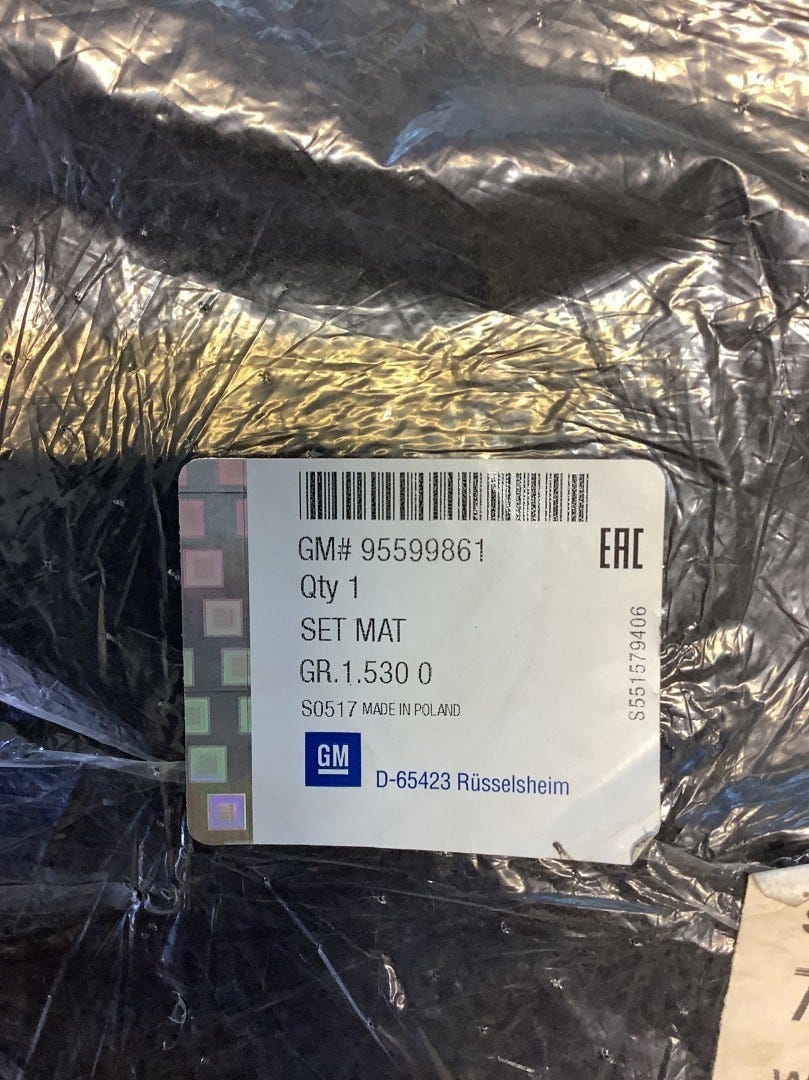 GM# 95599861
EAC
Qty 1
SET MAT
GR.1.530 0
S0517 MADE IN POLAND
S551579406
GM
D-65423 Rüsselsheim